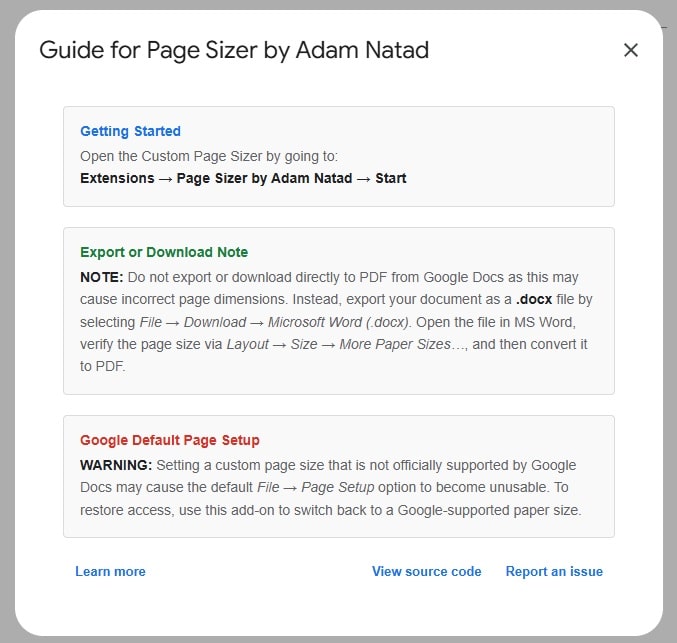 Guide for Page Sizer by Adam Natad
Getting Started
Open the Custom Page Sizer by going to:
Extensions → Page Sizer by Adam Natad → Start
Export or Download Note
NOTE: Do not export or download directly to PDF from Google Docs as this may
cause incorrect page dimensions. Instead, export your document as a .docx file by
selecting File → Download → Microsoft Word (.docx). Open the file in MS Word,
verify the page size via Layout → Size → More Paper Sizes…, and then convert it
to PDF.
Google Default Page Setup
WARNING: Setting a custom page size that is not officially supported by Google
Docs may cause the default File → Page Setup option to become unusable. To
restore access, use this add-on to switch back to a Google-supported paper size.
Learn more View source code Report an issue